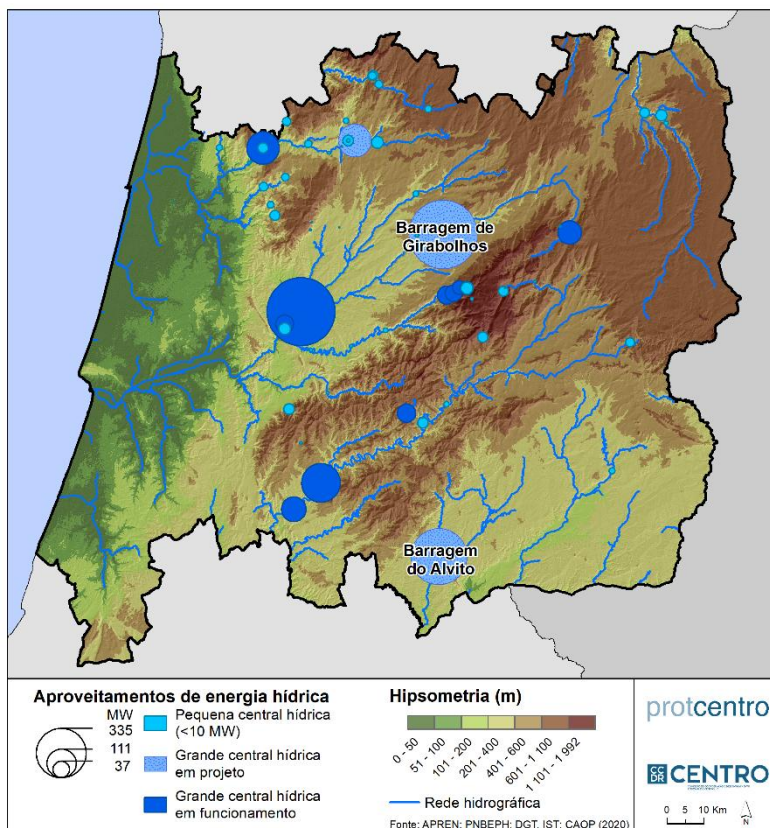 Barragem de
Girabolhos
Barragem
do Alvito
Aproveitamentos de energia hídrica
MW
335
111
37
Pequena central hídrica
(<10 MW)
Grande central hídrica
em projeto
Grande central hídrica
em funcionamento
Hipsometria (m)
0 - 50
51 - 100
101 - 200
201 - 400
401 - 600
601 - 1 100
1 101 - 1 992
Rede hidrográfica
Fonte: APREN; PNBEPH; DGT, IST; CAOP (2020)
protcentro
CCDR CENTRO
0 5 10 Km
N